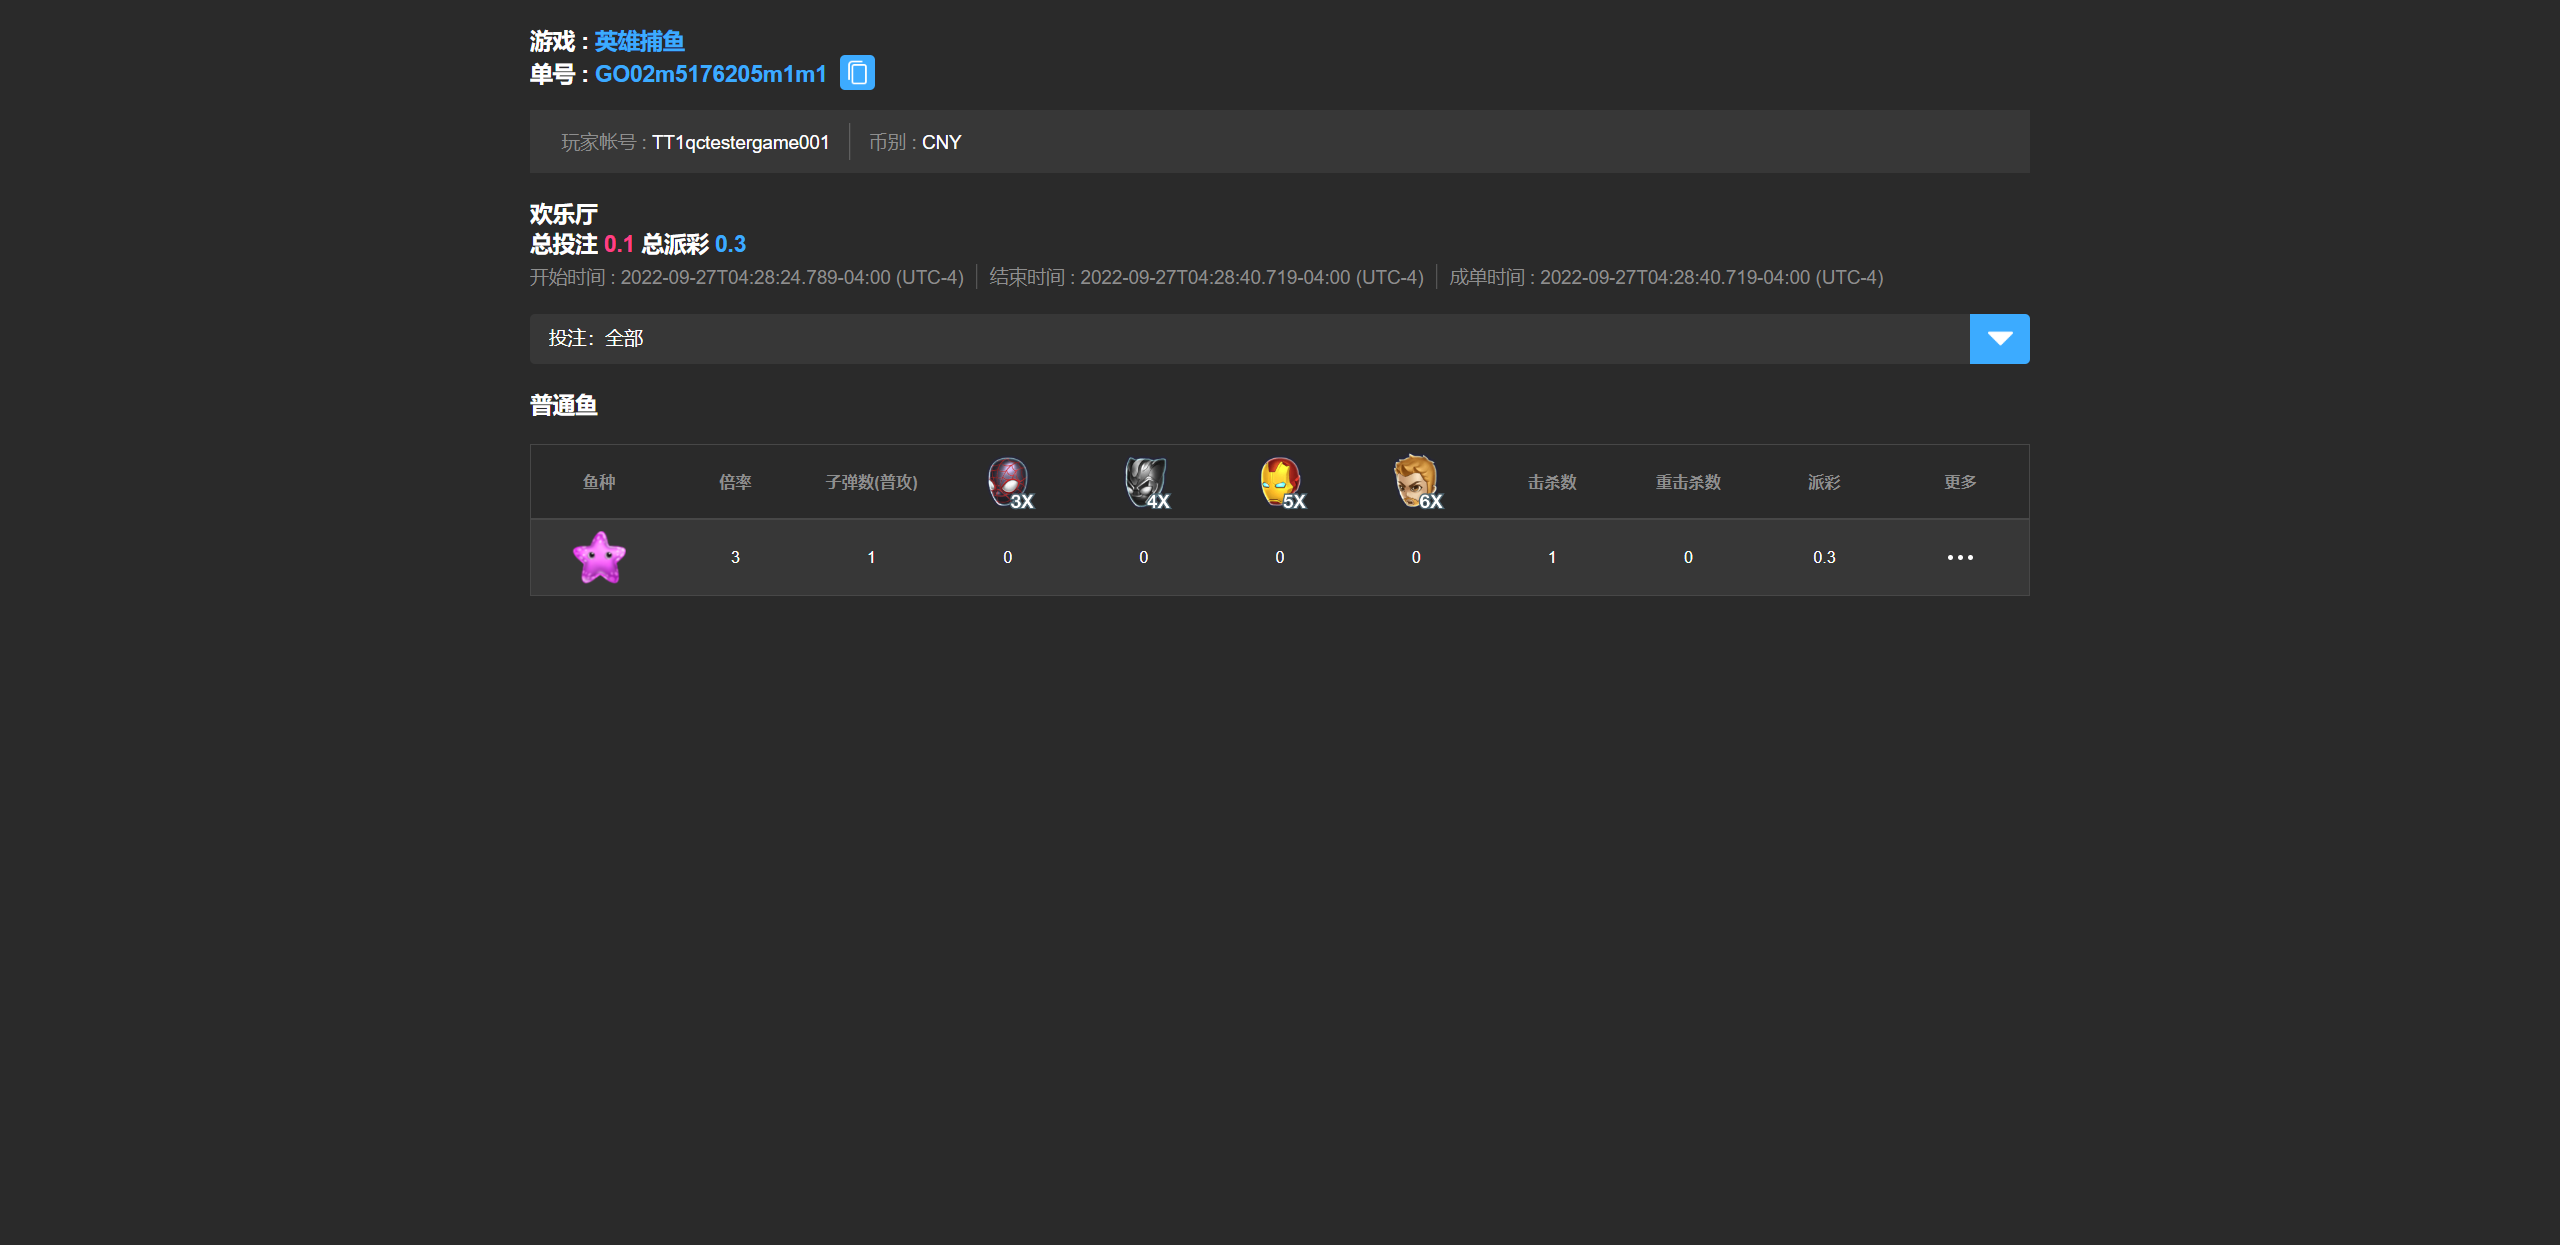 游戏 : 英雄捕鱼
单号 : GO02m5176205m1m1
玩家帐号 : TT1qctestergame001 币别 : CNY
欢乐厅
总投注 0.1 总派彩 0.3
开始时间 : 2022-09-27T04:28:24.789-04:00 (UTC-4) 结束时间 : 2022-09-27T04:28:40.719-04:00 (UTC-4) 成单时间 : 2022-09-27T04:28:40.719-04:00 (UTC-4)
投注：全部
普通鱼
鱼种 倍率 子弹数(普攻) 3X 4X 5X 6X 击杀数 重击杀数 派彩 更多
3 1 0 0 0 0 1 0 0.3 •••